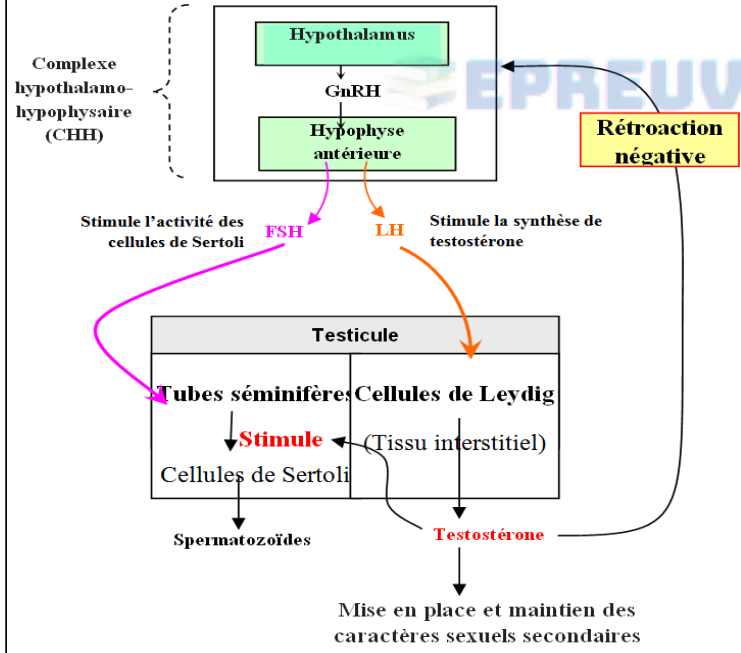 Hypothalamus
EPREUV
Complexe
hypothalamo-
hypophysaire
(CHH)
GnRH
Hypophyse
antérieure
Rétroaction
négative
Stimule l'activité des
cellules de Sertoli
FSH
LH
Stimule la synthèse de
testostérone
Testicule
Tubes séminifères
Cellules de Leydig
Stimule
(Tissu interstitiel)
Cellules de Sertoli
Spermatozoïdes
Testostérone
Mise en place et maintien des
caractères sexuels secondaires